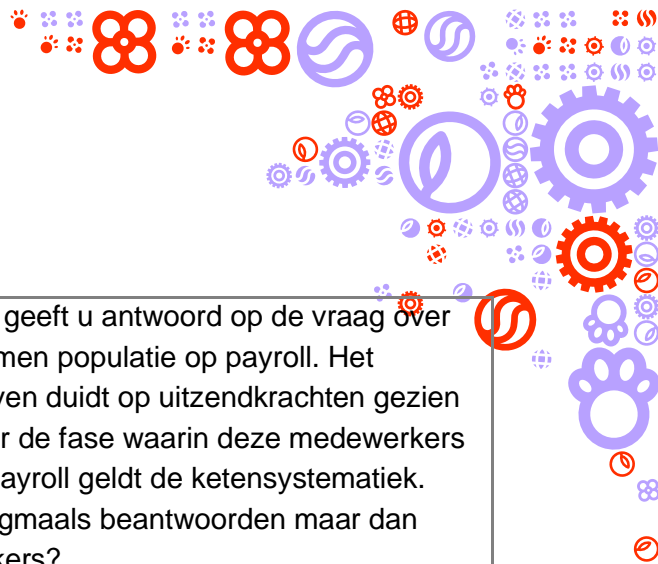 geeft u antwoord op de vraag over
men populatie op payroll. Het
ven duidt op uitzendkrachten gezien
r de fase waarin deze medewerkers
ayroll geldt de ketensystematiek.
gmaals beantwoorden maar dan
kers?